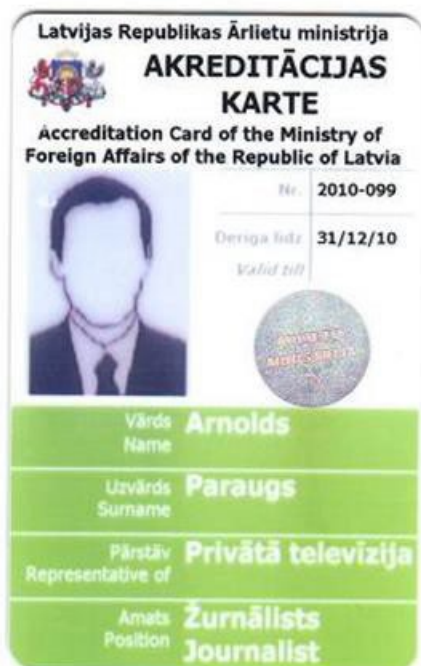 Latvijas Republikas Ārlietu ministrija
AKREDITĀCIJAS
KARTE
Accreditation Card of the Ministry of
Foreign Affairs of the Republic of Latvia
Nr. 2010-099
Derīga līdz 31/12/10
Valid till
Vārds Arnolds
Name
Uzvārds Paraugs
Surname
Pārstāv Privātā televīzija
Representative of
Amats Žurnālists
Position Journalist